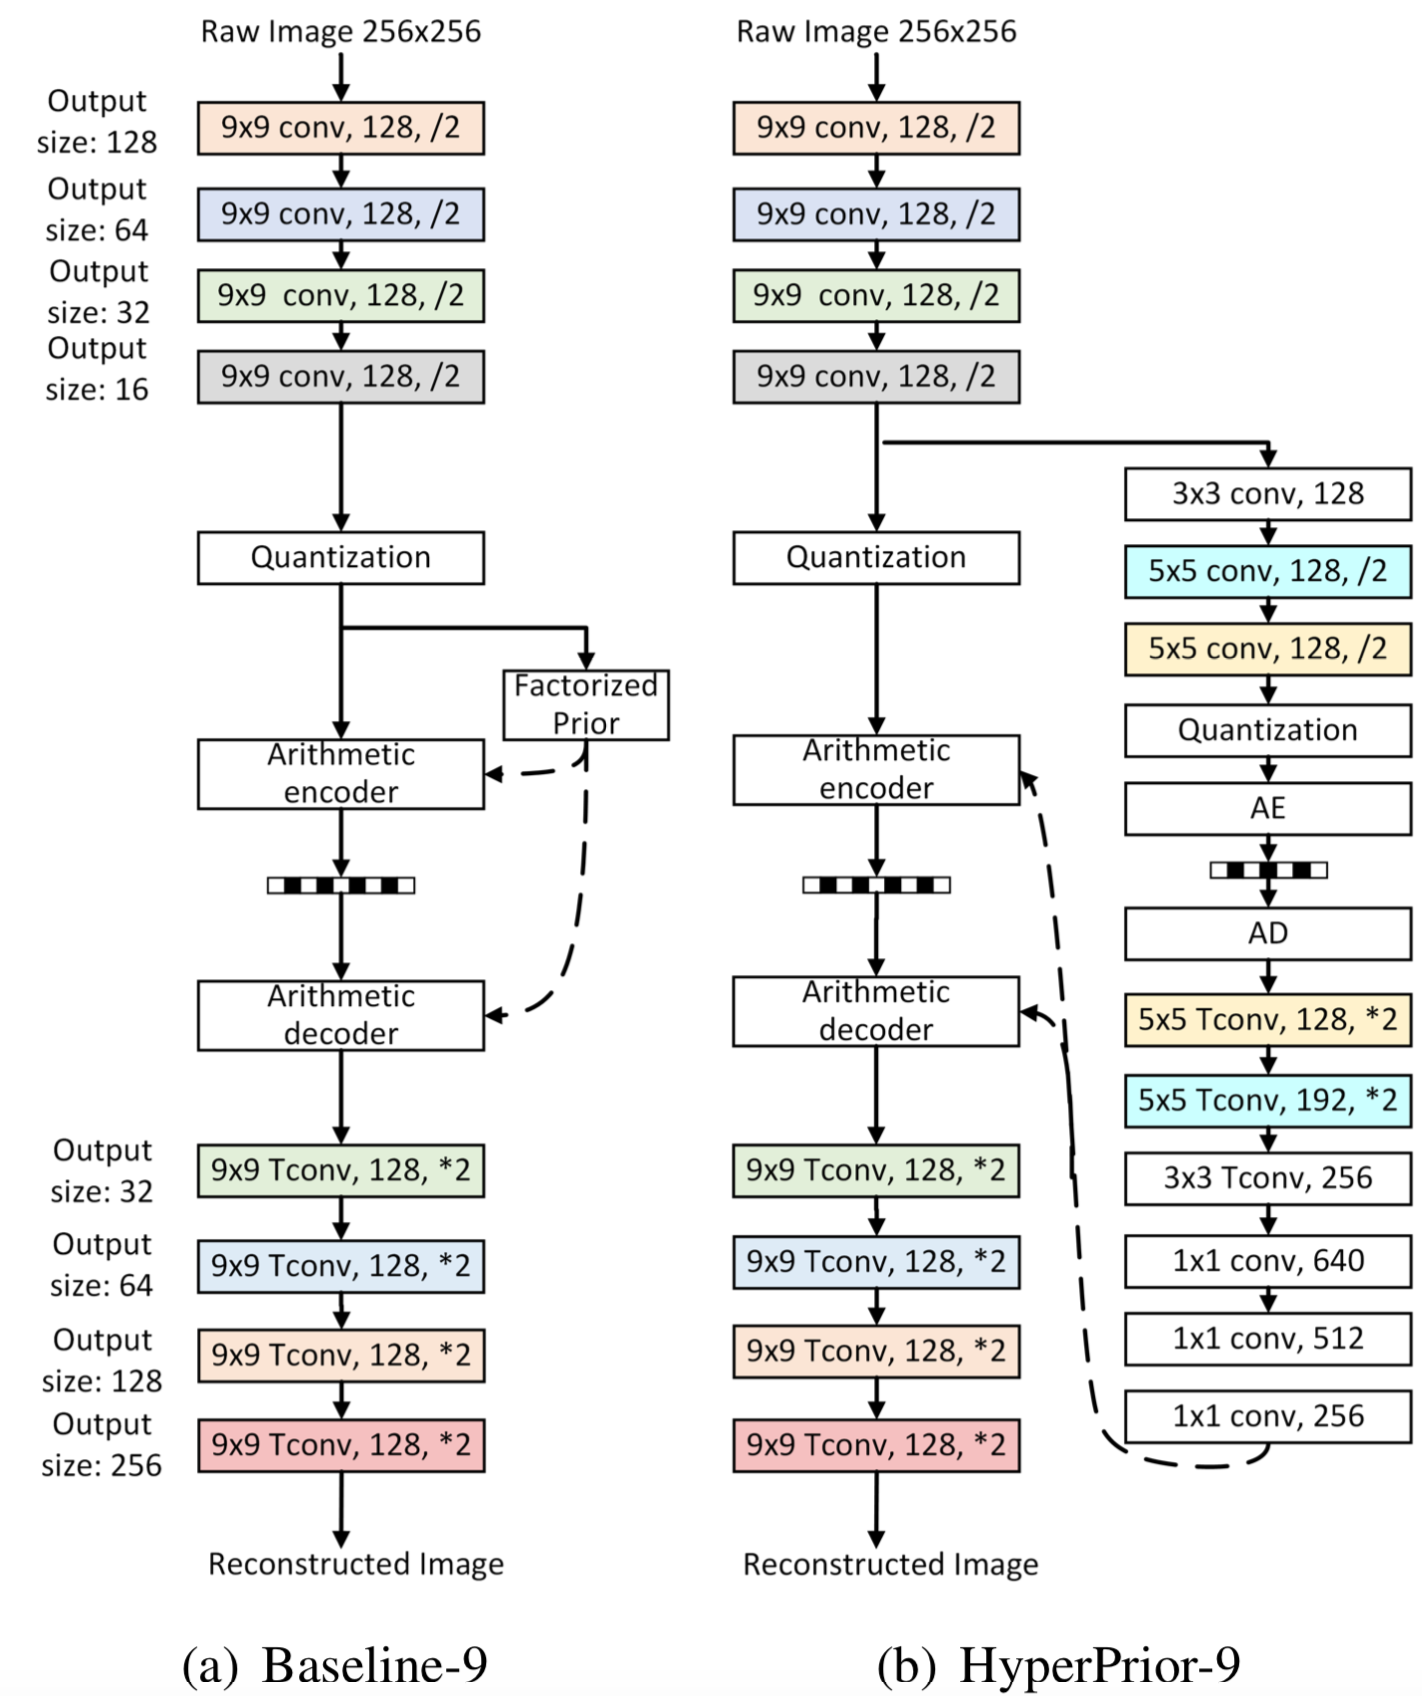 Raw Image 256x256
Output
size: 128
9x9 conv, 128, /2
Output
size: 64
9x9 conv, 128, /2
Output
size: 32
9x9  conv, 128, /2
Output
size: 16
9x9 conv, 128, /2
Quantization
Factorized
Prior
Arithmetic
encoder
Arithmetic
decoder
Output
size: 32
9x9 Tconv, 128, *2
Output
size: 64
9x9 Tconv, 128, *2
Output
size: 128
9x9 Tconv, 128, *2
Output
size: 256
9x9 Tconv, 128, *2
Reconstructed Image
(a) Baseline-9
Raw Image 256x256
9x9 conv, 128, /2
9x9 conv, 128, /2
9x9  conv, 128, /2
9x9 conv, 128, /2
Quantization
Arithmetic
encoder
Arithmetic
decoder
9x9 Tconv, 128, *2
9x9 Tconv, 128, *2
9x9 Tconv, 128, *2
9x9 Tconv, 128, *2
Reconstructed Image
3x3 conv, 128
5x5 conv, 128, /2
5x5 conv, 128, /2
Quantization
AE
AD
5x5 Tconv, 128, *2
5x5 Tconv, 192, *2
3x3 Tconv, 256
1x1 conv, 640
1x1 conv, 512
1x1 conv, 256
(b) HyperPrior-9